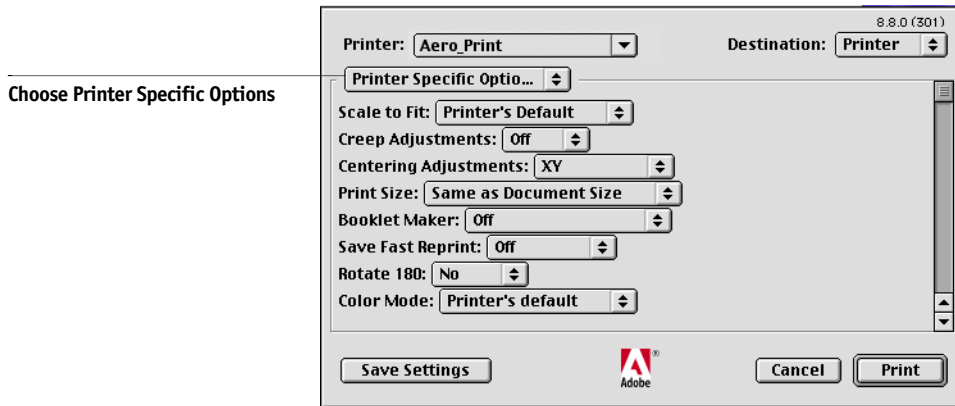 8.8.0 (301)
Printer: Aero_Print Destination: Printer
Printer Specific Optio...
Choose Printer Specific Options
Scale to Fit: Printer's Default
Creep Adjustments: Off
Centering Adjustments: XY
Print Size: Same as Document Size
Booklet Maker: Off
Save Fast Reprint: Off
Rotate 180: No
Color Mode: Printer's default
Save Settings Adobe ® Cancel Print